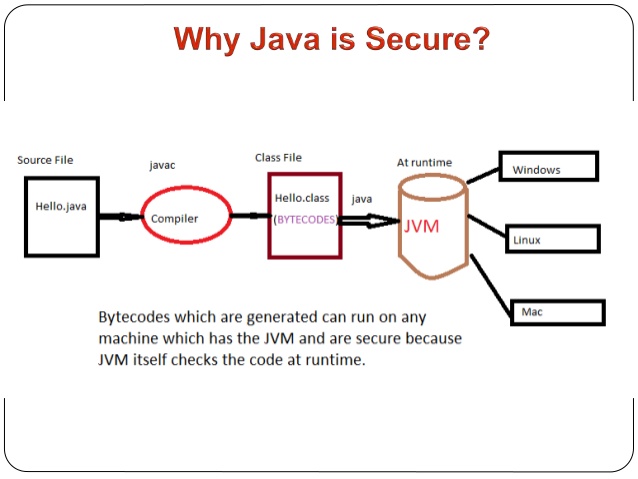 Why Java is Secure?
Source File
javac
Class File
At runtime
Hello.java
Compiler
Hello.class
(BYTECODES)
java
JVM
Windows
Linux
Mac
Bytecodes which are generated can run on any
machine which has the JVM and are secure because
JVM itself checks the code at runtime.